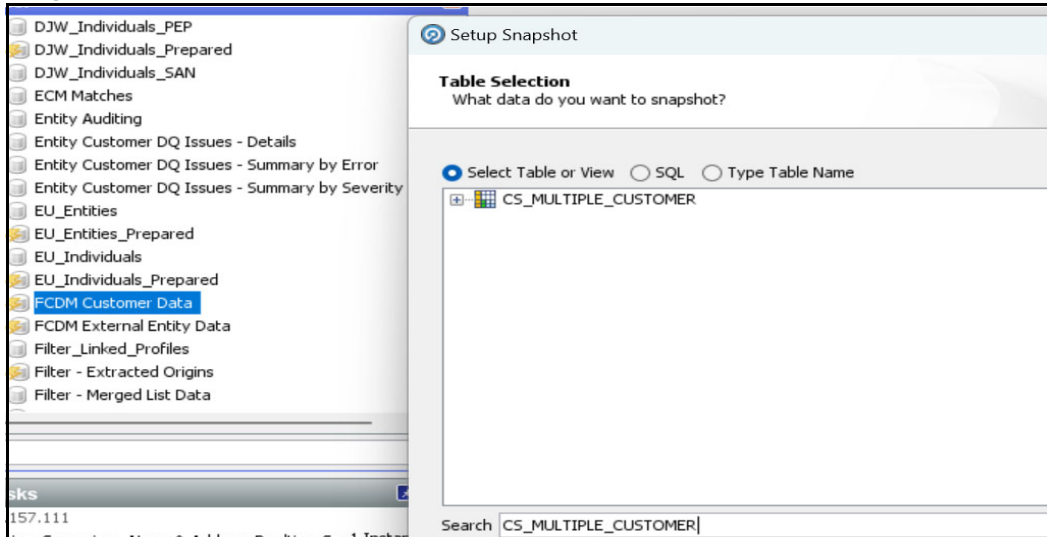 DJW_Individuals_PEP
DJW_Individuals_Prepared
DJW_Individuals_SAN
ECM Matches
Entity Auditing
Entity Customer DQ Issues - Details
Entity Customer DQ Issues - Summary by Error
Entity Customer DQ Issues - Summary by Severity
EU_Entities
EU_Entities_Prepared
EU_Individuals
EU_Individuals_Prepared
FCDM Customer Data
FCDM External Entity Data
Filter_Linked_Profiles
Filter - Extracted Origins
Filter - Merged List Data
sks
.157.111
Setup Snapshot
Table Selection
What data do you want to snapshot?
Select Table or View SQL Type Table Name
CS_MULTIPLE_CUSTOMER
Search CS_MULTIPLE_CUSTOMER